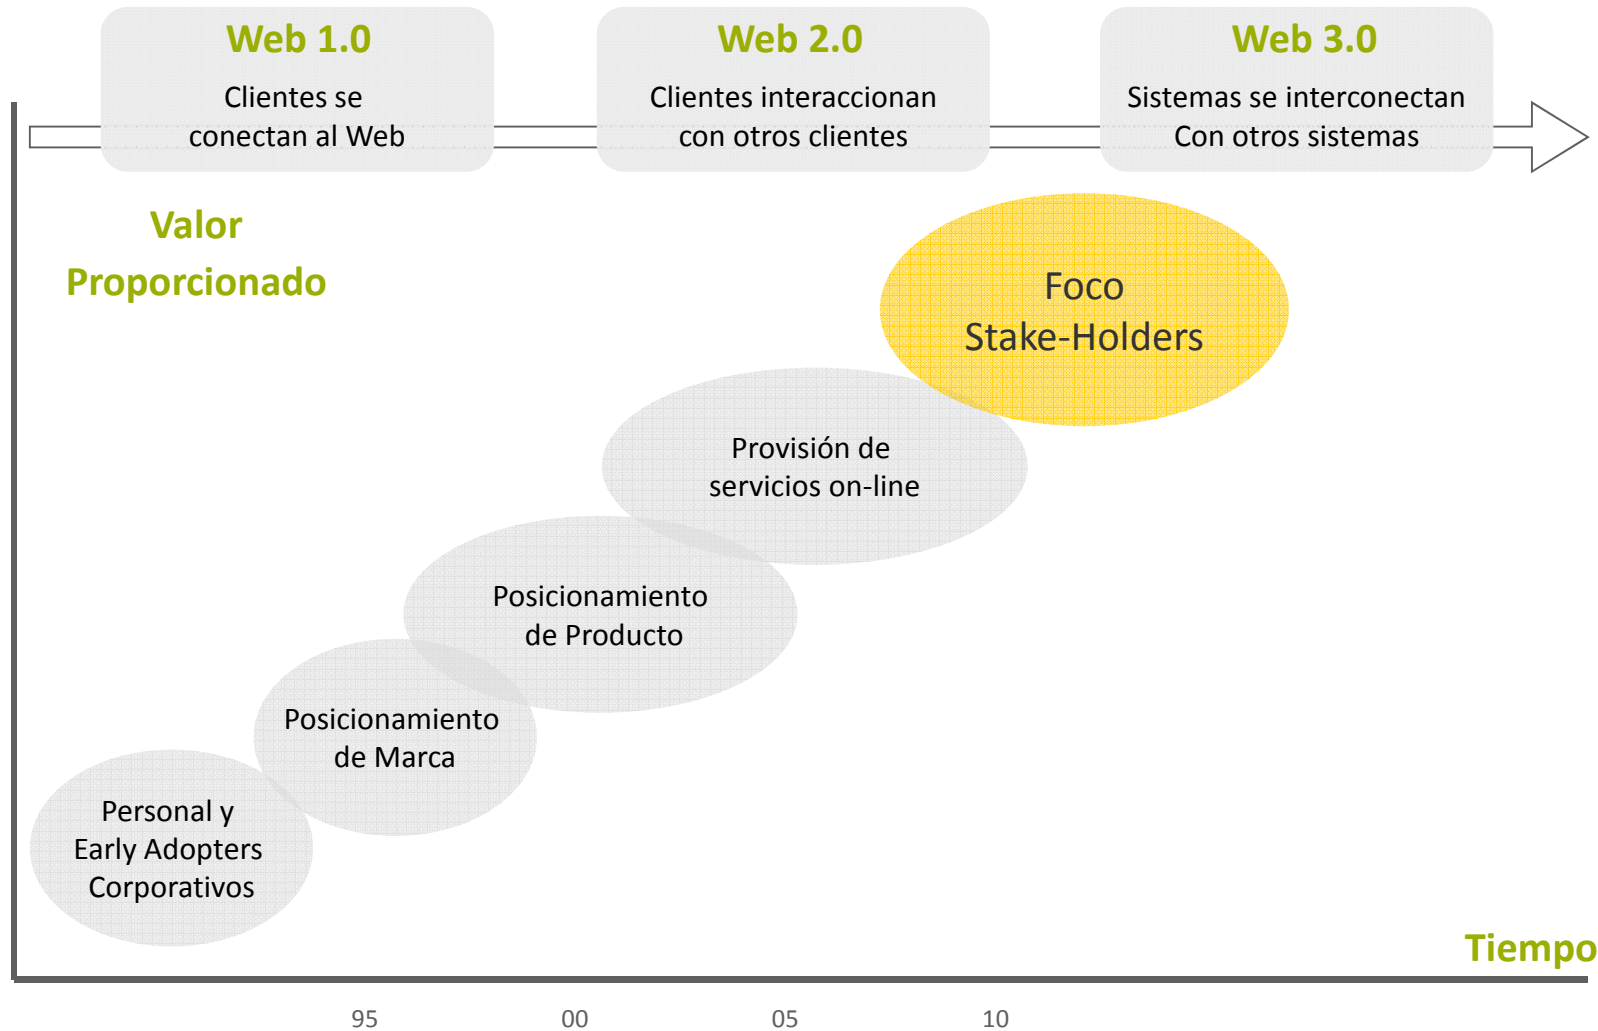 Web 1.0
Clientes se
conectan al Web
Web 2.0
Clientes interaccionan
con otros clientes
Web 3.0
Sistemas se interconectan
Con otros sistemas
Valor
Proporcionado
Foco
Stake-Holders
Provisión de
servicios on-line
Posicionamiento
de Producto
Posicionamiento
de Marca
Personal y
Early Adopters
Corporativos
Tiempo
95 00 05 10